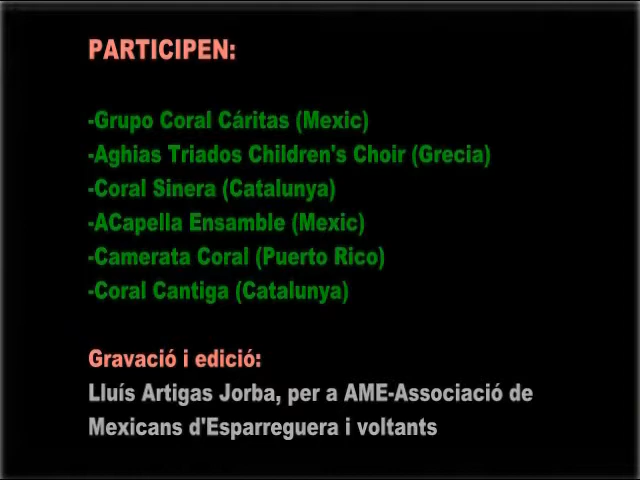 PARTICIPEN:
-Grupo Coral Cáritas (Mexic)
-Aghias Triados Children's Choir (Grecia)
-Coral Sinera (Catalunya)
-ACapella Ensamble (Mexic)
-Camerata Coral (Puerto Rico)
-Coral Cantiga (Catalunya)
Gravació i edició:
Lluís Artigas Jorba, per a AME-Associació de
Mexicans d'Esparreguera i voltants